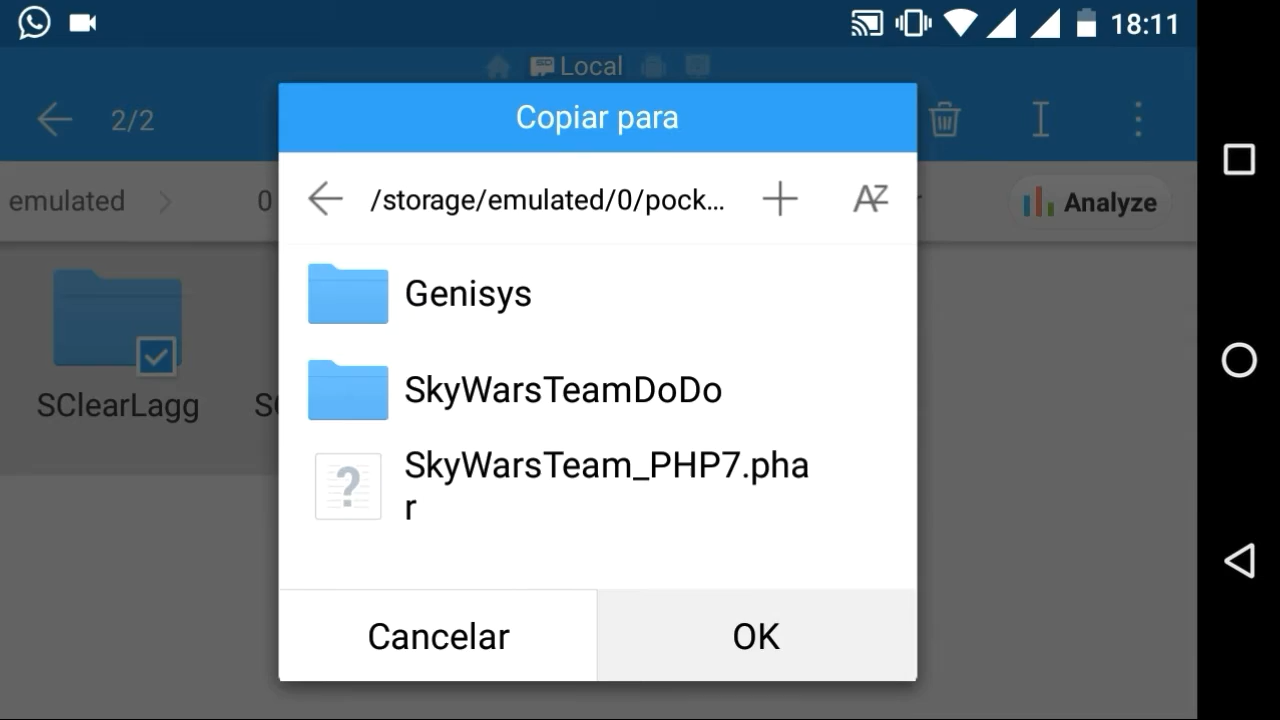 18:11
Local
2/2
Copiar para
emulated
0
/storage/emulated/0/pock...
Analyze
Genisys
SClearLagg
SkyWarsTeamDoDo
SkyWarsTeam_PHP7.pha
r
Cancelar
OK